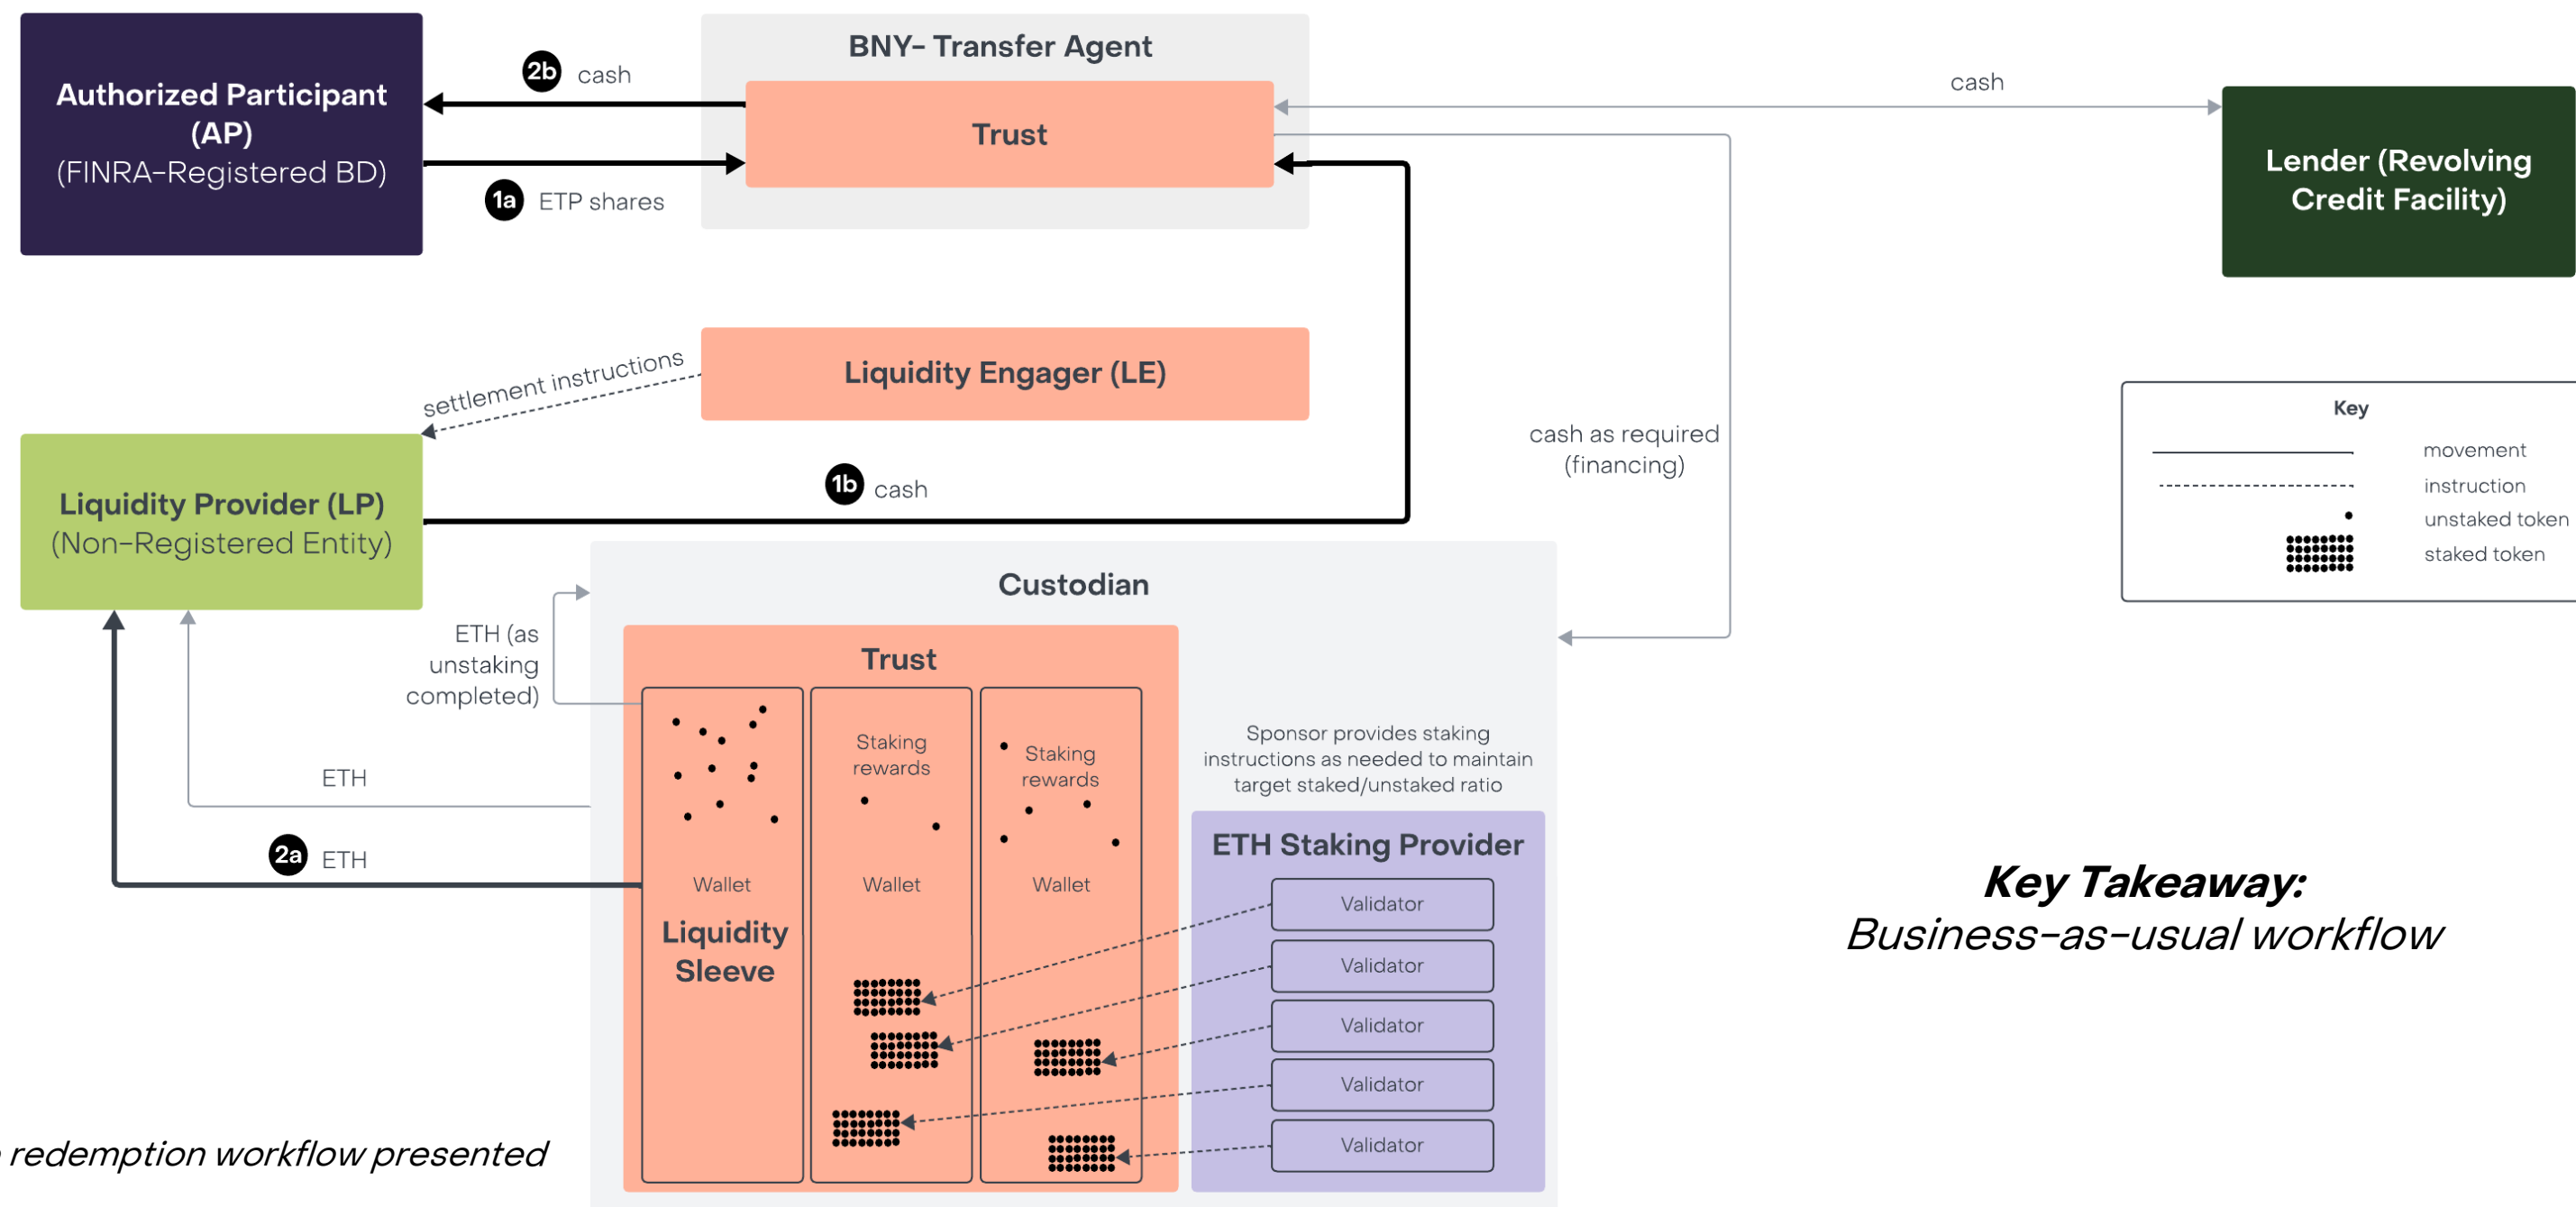 BNY- Transfer Agent
2b cash
cash
Authorized Participant
(AP)
(FINRA-Registered BD)
Trust
Lender (Revolving
Credit Facility)
1a ETP shares
settlement instructions
Liquidity Engager (LE)
Key
movement
instruction
unstaked token
staked token
cash as required
(financing)
Liquidity Provider (LP)
(Non-Registered Entity)
1b cash
Custodian
ETH (as
unstaking
completed)
Trust
Staking
rewards
Staking
rewards
Sponsor provides staking
instructions as needed to maintain
target staked/unstaked ratio
ETH
2a ETH
Wallet
Wallet
Wallet
Liquidity
Sleeve
ETH Staking Provider
Validator
Validator
Validator
Validator
Validator
Key Takeaway:
Business-as-usual workflow
redemption workflow presented